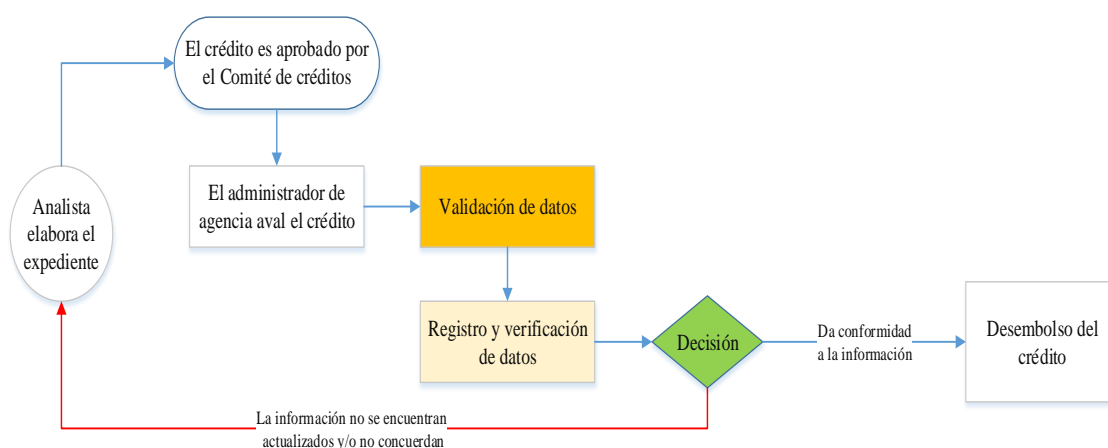 El crédito es aprobado por
el Comité de créditos
El administrador de
agencia aval el crédito
Validación de datos
Analista
elabora el
expediente
Registro y verificación
de datos
Decisión
Da conformidad
a la información
Desembolso del
crédito
La información no se encuentran
actualizados y/o no concuerdan